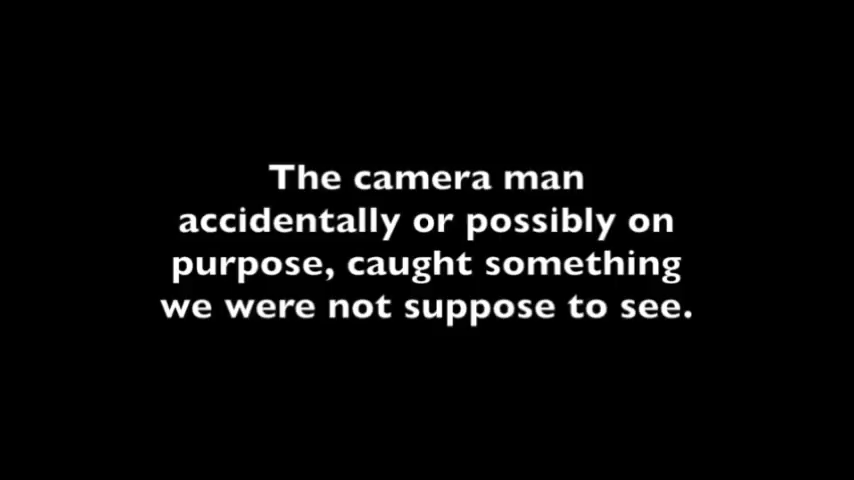 The camera man
accidentally or possibly on
purpose, caught something
we were not suppose to see.